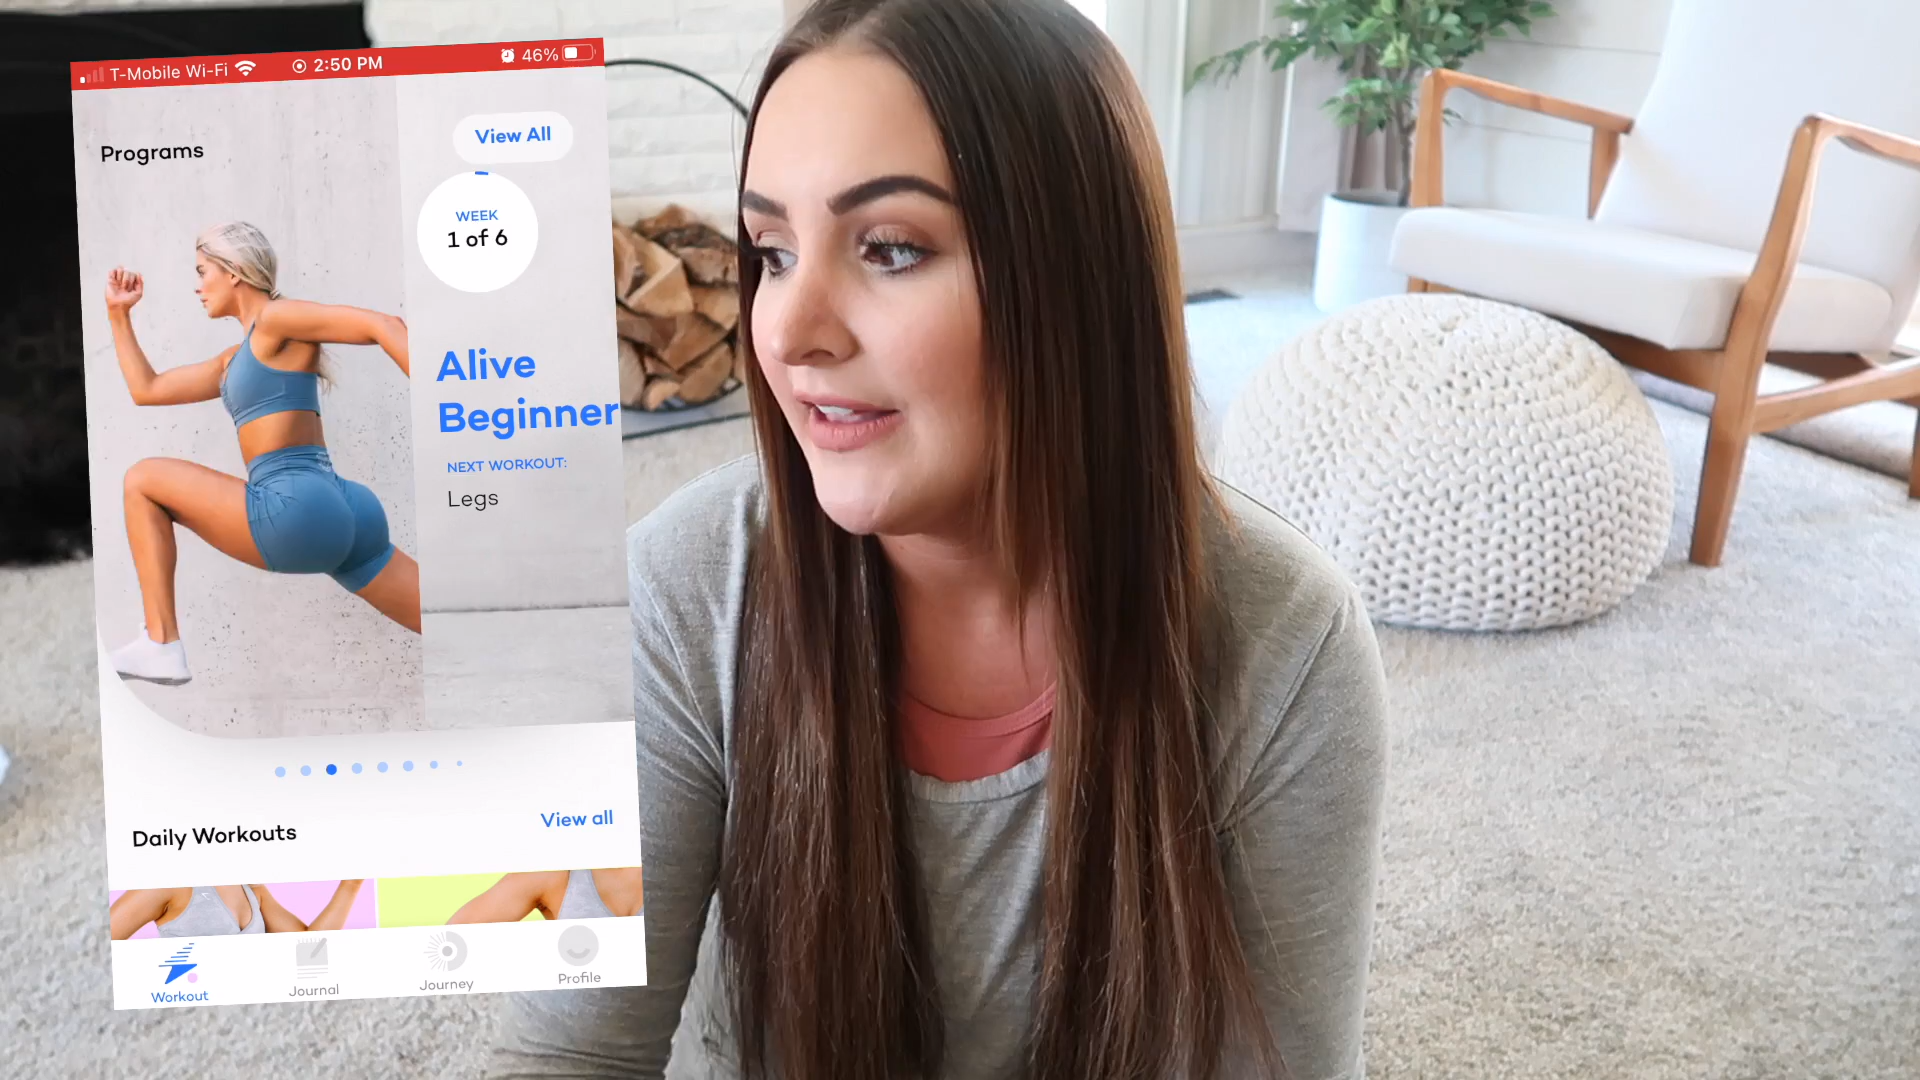 T-Mobile Wi-Fi 2:50 PM 46%
Programs
View All
WEEK
1 of 6
Alive
Beginner
NEXT WORKOUT:
Legs
Daily Workouts
View all
Workout
Journal
Journey
Profile